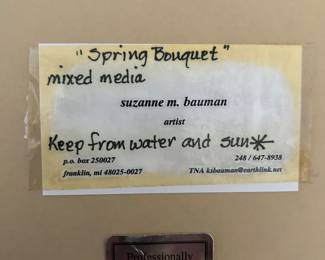 "Spring Bouquet"
mixed media
suzanne m. bauman
artist
Keep from water and sun*
p.o. box 250027 248 / 647-8938
franklin, mi 48025-0027 TNA ksbauman@earthlink.net
Professionally